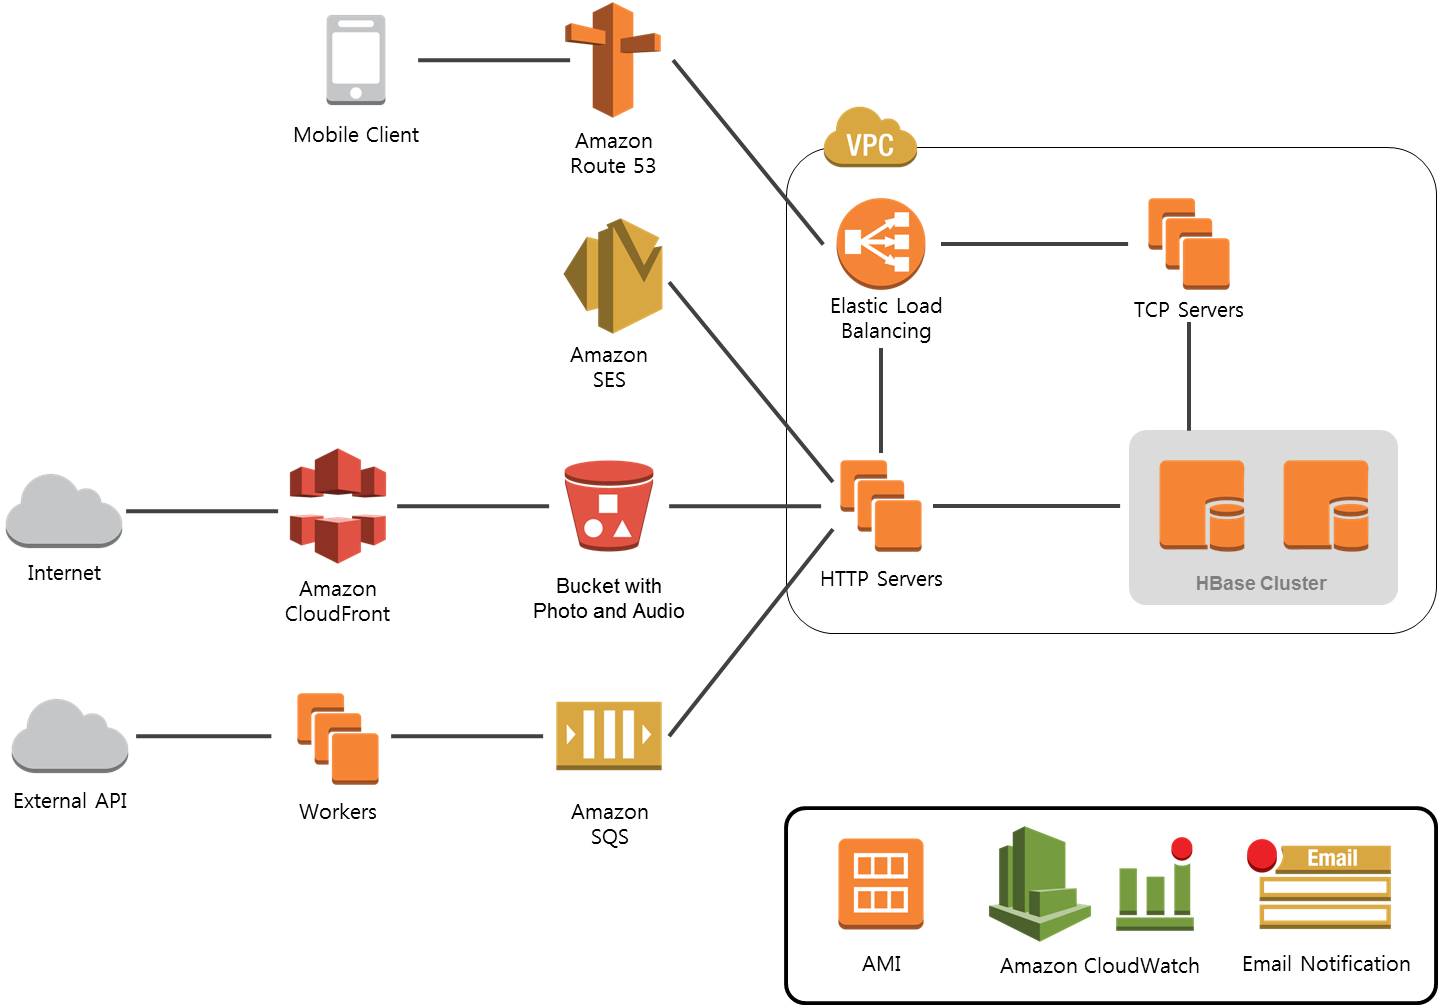 Mobile Client
Amazon
Route 53
VPC
Elastic Load
Balancing
TCP Servers
Amazon
SES
Internet
Amazon
CloudFront
Bucket with
Photo and Audio
HTTP Servers
HBase Cluster
External API
Workers
Amazon
SQS
AMI
Amazon CloudWatch
Email
Email Notification